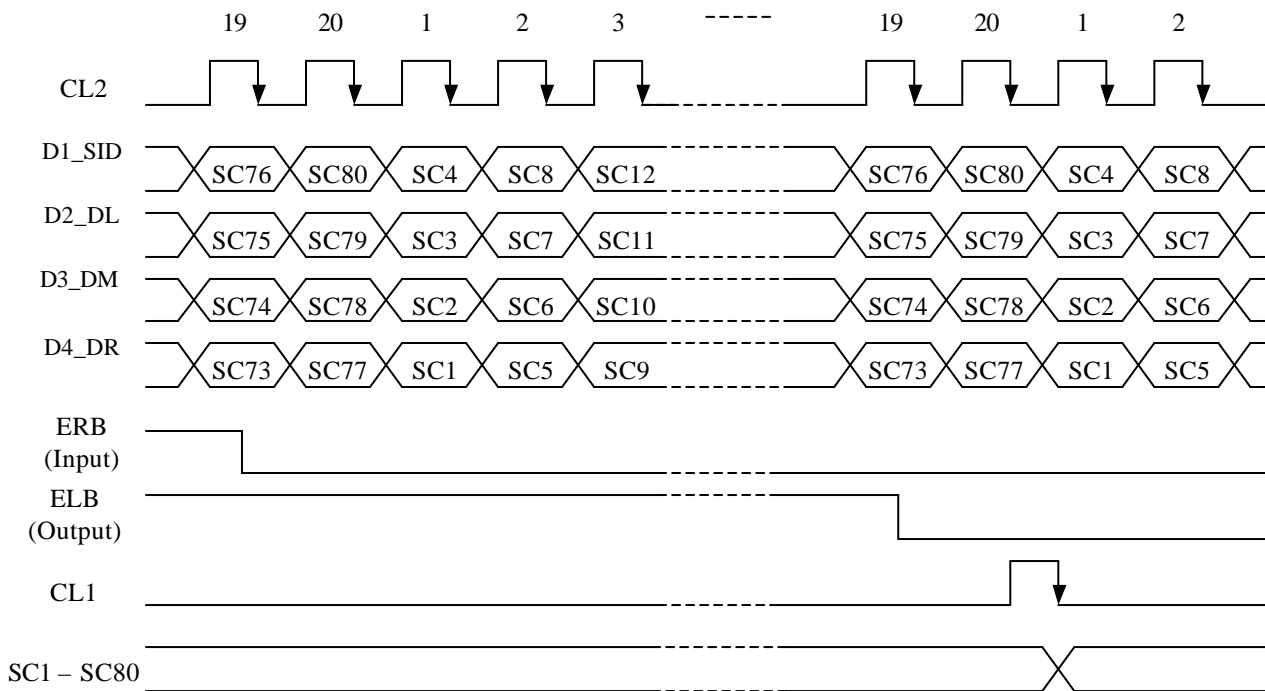 19 20 1 2 3 19 20 1 2
CL2
D1_SID SC76 SC80 SC4 SC8 SC12 SC76 SC80 SC4 SC8
D2_DL SC75 SC79 SC3 SC7 SC11 SC75 SC79 SC3 SC7
D3_DM SC74 SC78 SC2 SC6 SC10 SC74 SC78 SC2 SC6
D4_DR SC73 SC77 SC1 SC5 SC9 SC73 SC77 SC1 SC5
ERB
(Input)
ELB
(Output)
CL1
SC1 – SC80